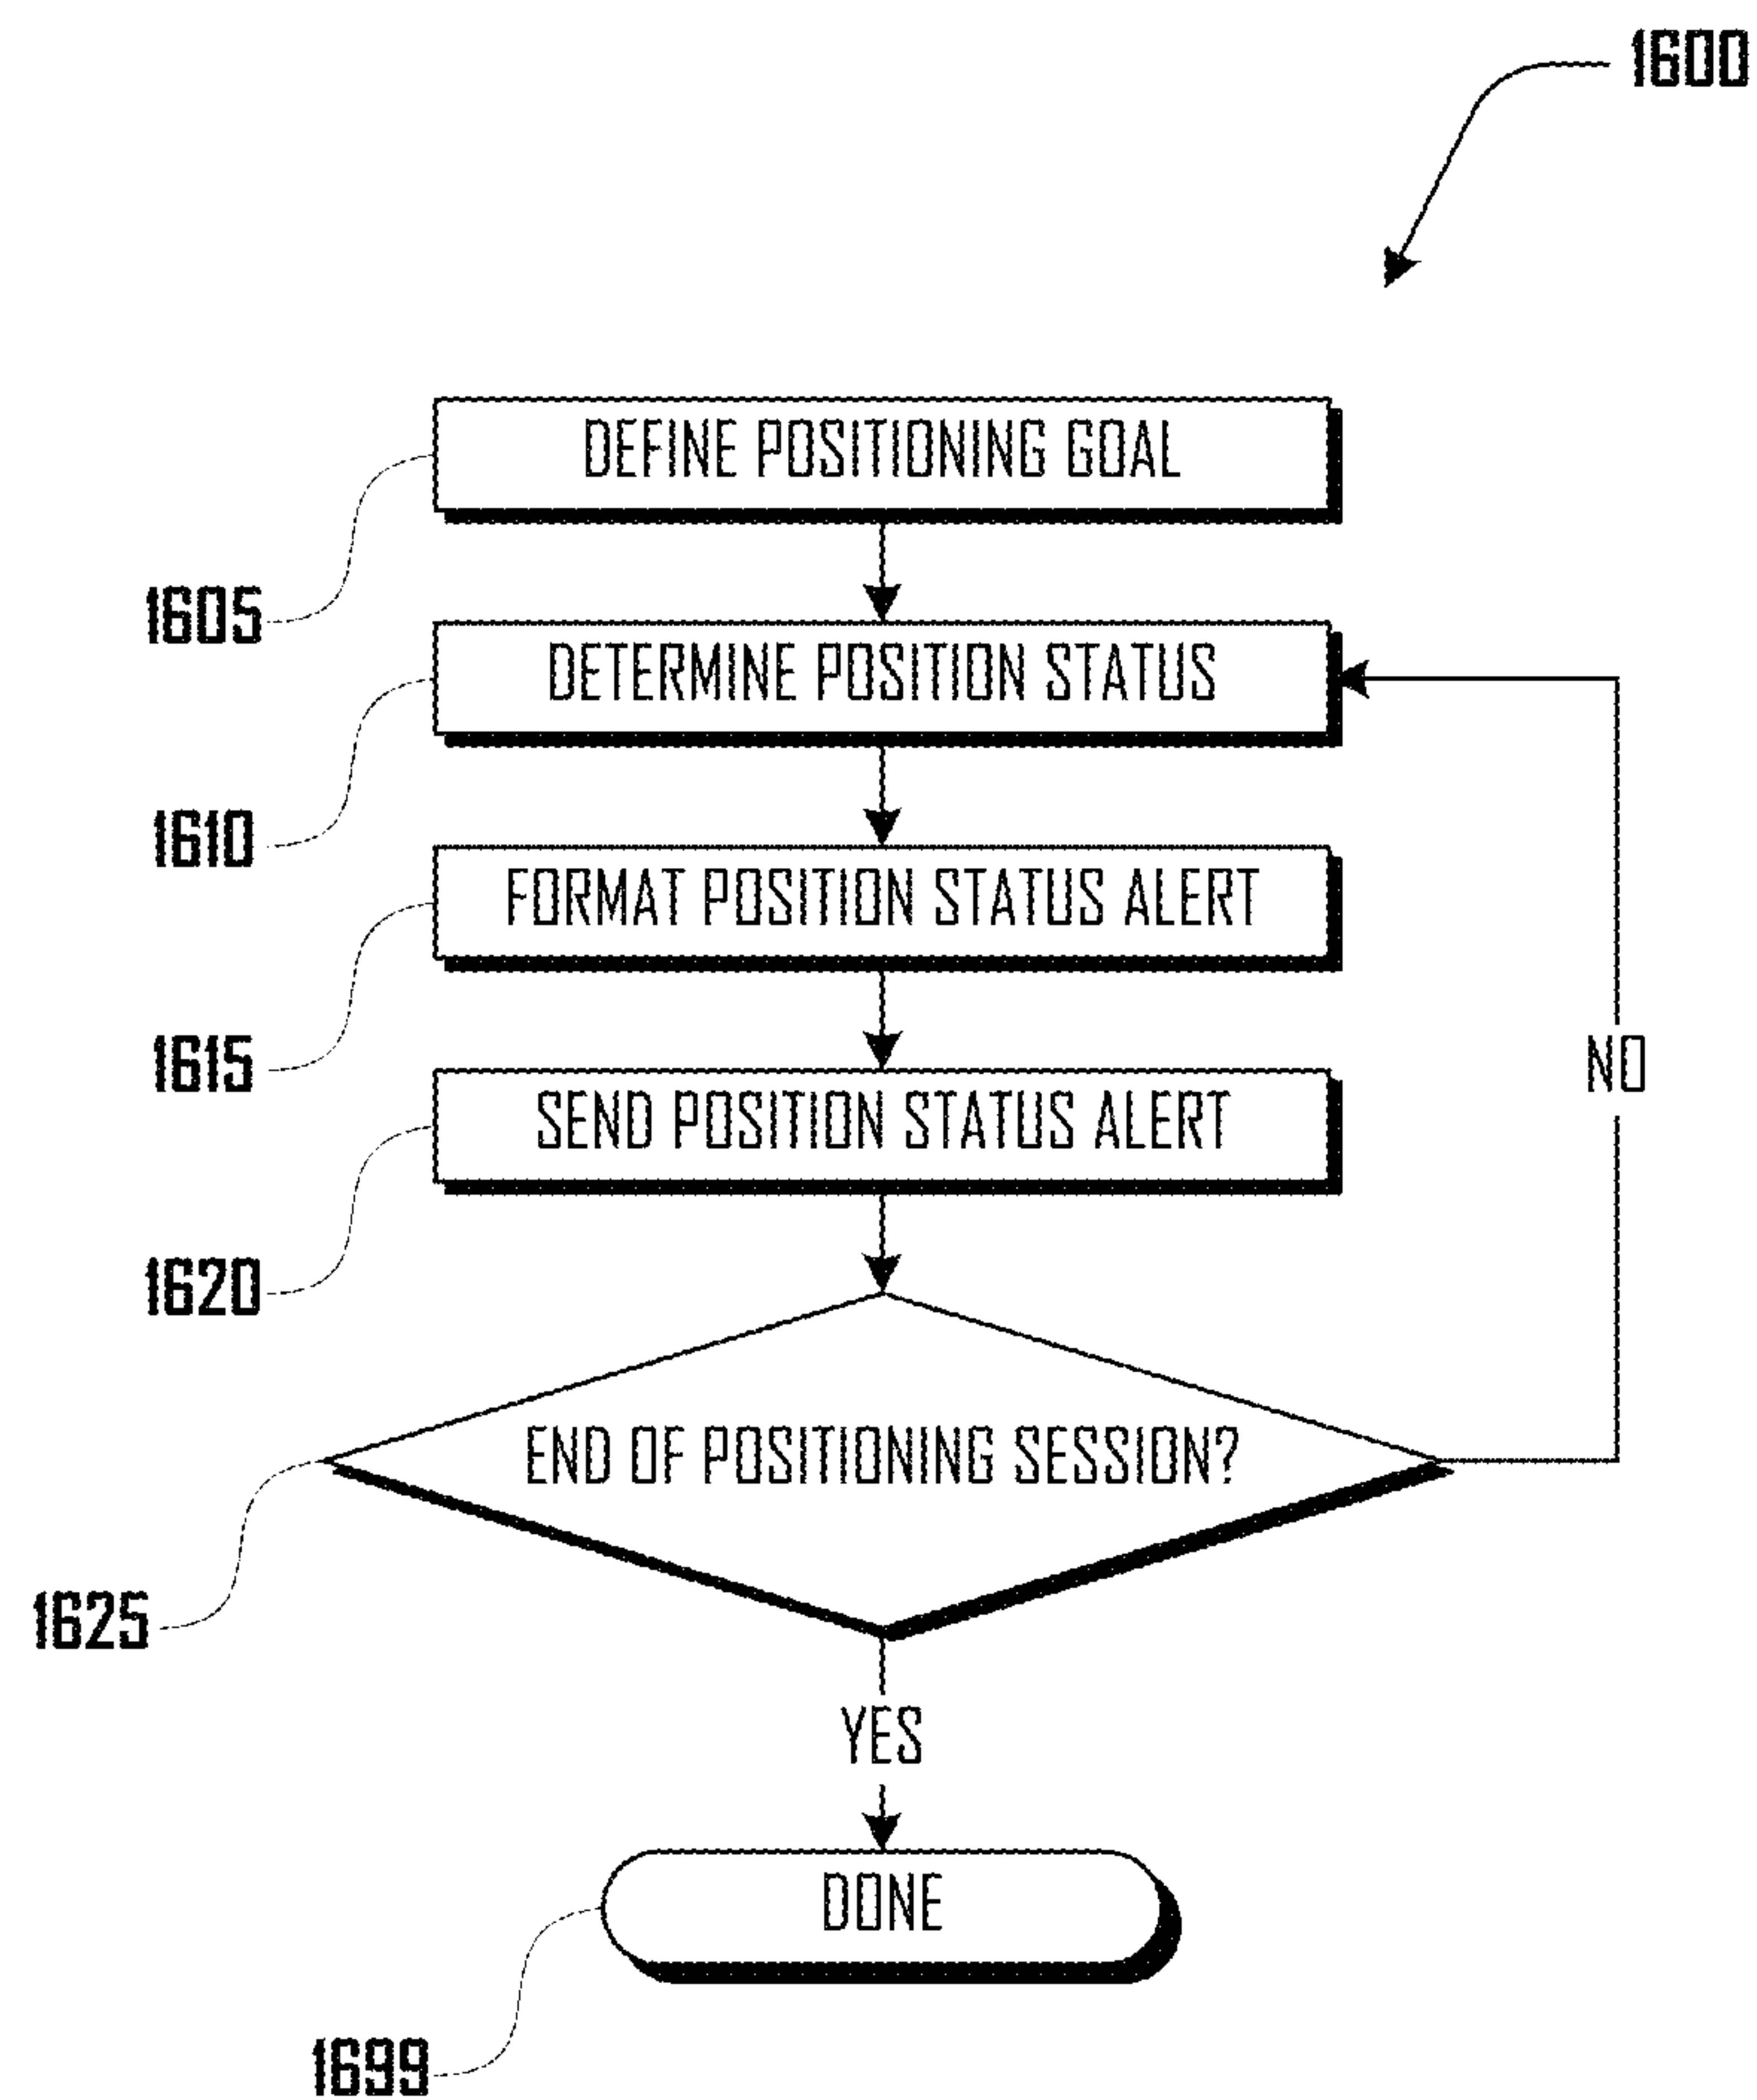 1600
DEFINE POSITIONING GOAL
1605
DETERMINE POSITION STATUS
1610
FORMAT POSITION STATUS ALERT
1615
NO
SEND POSITION STATUS ALERT
1620
END OF POSITIONING SESSION?
1625
YES
DONE
1699